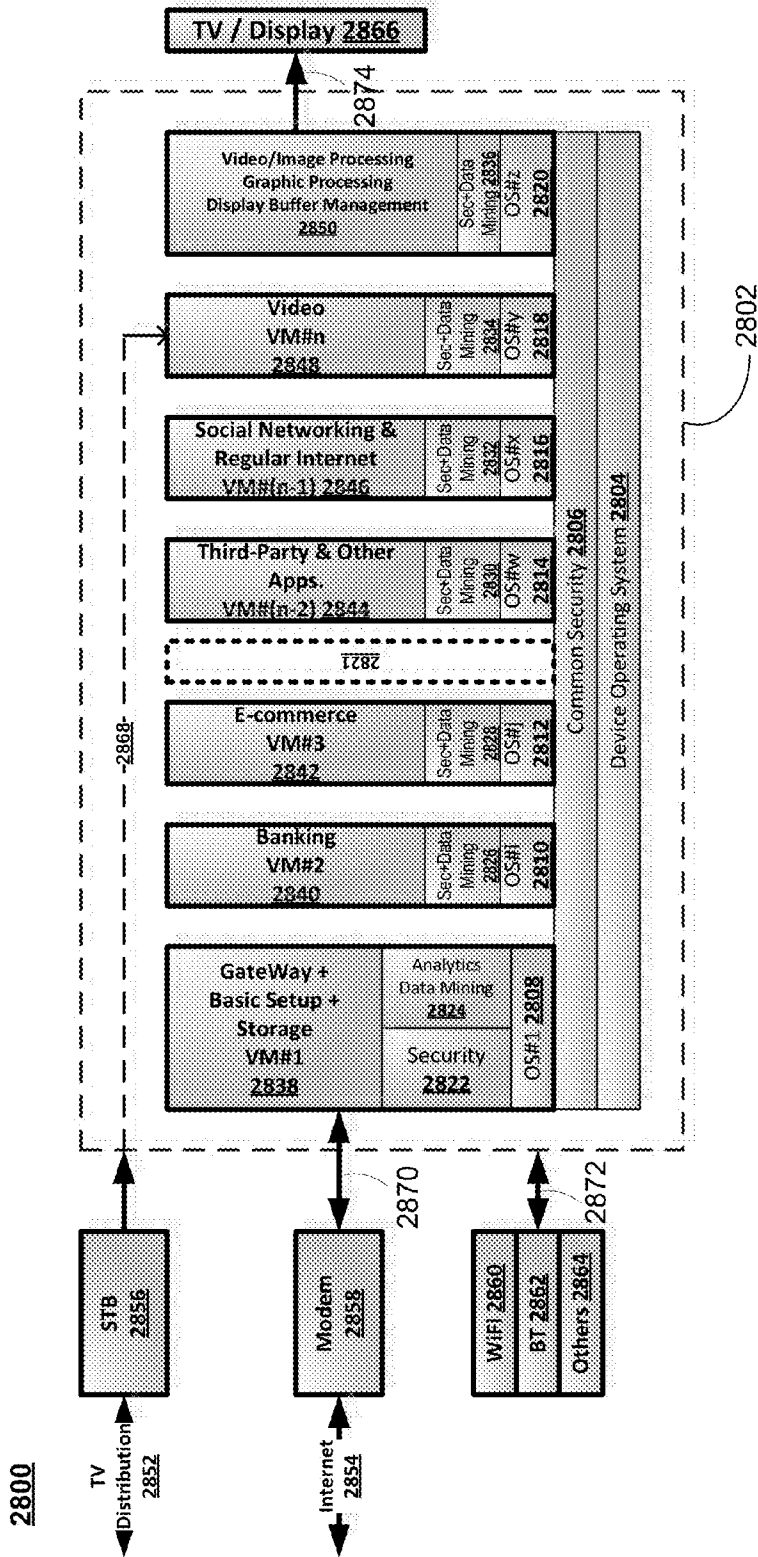 2800
TV
Distribution
2852
STB
2856
2868
Internet
2854
Modem
2858
2870
WiFi 2860
BT 2862
Others 2864
2872
GateWay +
Basic Setup +
Storage
VM#1
2838
Security
2822
Analytics
Data Mining
2824
OS#1 2808
Banking
VM#2
2840
Sec+Data
Mining
2826
OS#i
2810
E-commerce
VM#3
2842
Sec+Data
Mining
2828
OS#j
2812
2821
Third-Party & Other
Apps.
VM#(n-2) 2844
Sec+Data
Mining
2830
OS#w
2814
Social Networking &
Regular Internet
VM#(n-1) 2846
Sec+Data
Mining
2832
OS#x
2816
Video
VM#n
2848
Sec+Data
Mining
2834
OS#y
2818
Video/Image Processing
Graphic Processing
Display Buffer Management
2850
Sec+Data
Mining 2836
OS#z
2820
Common Security 2806
Device Operating System 2804
2802
2874
TV / Display 2866